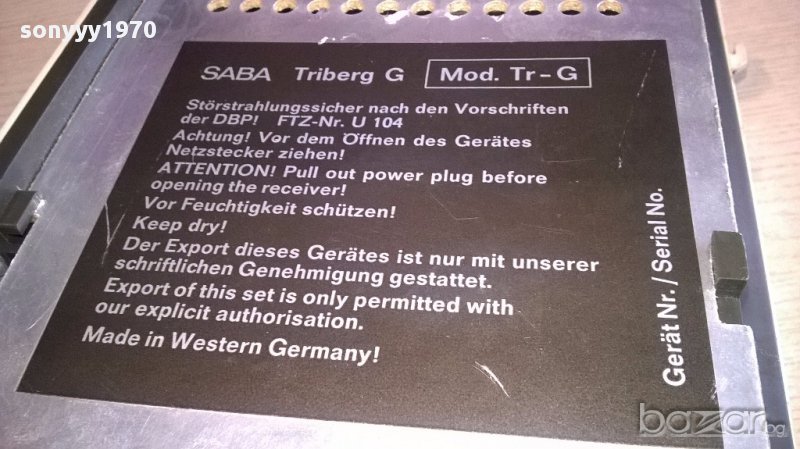 sonyyy1970
SABA Triberg G Mod. Tr-G
Störstrahlungssicher nach den Vorschriften
der DBP! FTZ-Nr. U 104
Achtung! Vor dem Öffnen des Gerätes
Netzstecker ziehen!
ATTENTION! Pull out power plug before
opening the receiver!
Vor Feuchtigkeit schützen!
Keep dry!
Der Export dieses Gerätes ist nur mit unserer
schriftlichen Genehmigung gestattet.
Export of this set is only permitted with
our explicit authorisation.
Made in Western Germany!
Gerät Nr./Serial No.
bazar.bg